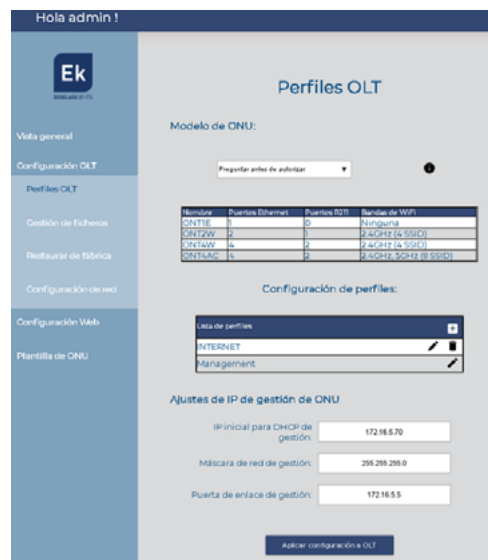 Hola admin !
Ek
Perfiles OLT
Modelo de ONU:
Vista general
Configuración OLT
Preguntar antes de autorizar
Perfiles OLT
Nombre Puertos Ethernet Puertos RJ11 Bandas de WiFi
ONT1E 1 0 Ninguna
ONT2W 2 1 2.4GHz (4 SSID)
ONT4W 4 2 2.4GHz (4 SSID)
ONT4AC 4 2 2.4GHz, 5GHz (8 SSID)
Gestión de ficheros
Restaurar de fábrica
Configuración de red
Configuración de perfiles:
Configuración Web
Lista de perfiles
INTERNET
Plantilla de ONU
Management
Ajustes de IP de gestión de ONU
IP inicial para DHCP de
gestión:
172.16.5.70
Máscara de red de gestión:
255.255.255.0
Puerta de enlace de gestión:
172.16.5.5
Aplicar configuración a OLT